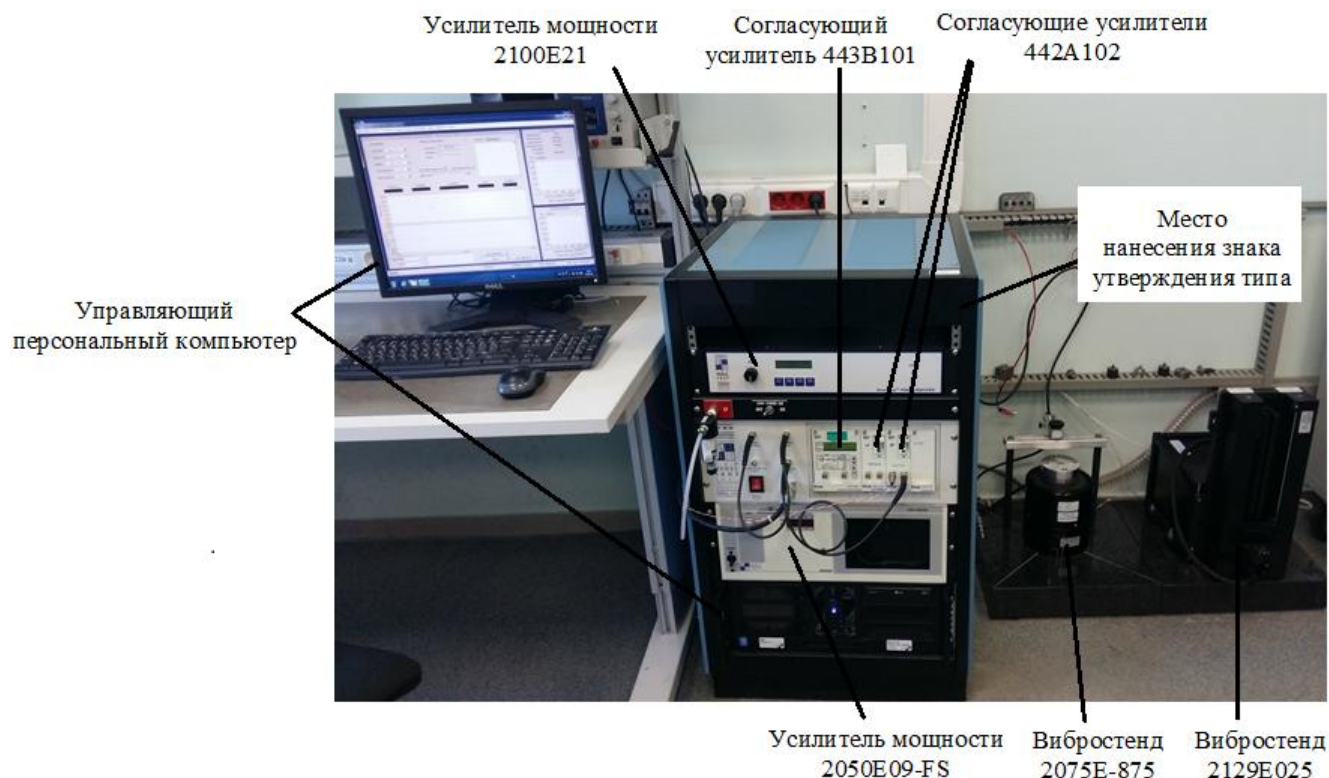 Усилитель мощности
2100E21
Согласующий
усилитель 443B101
Согласующие усилители
442A102
Место
нанесения знака
утверждения типа
Управляющий
персональный компьютер
DELL
Усилитель мощности
2050E09-FS
Вибростенд
2075E-875
Вибростенд
2129E025